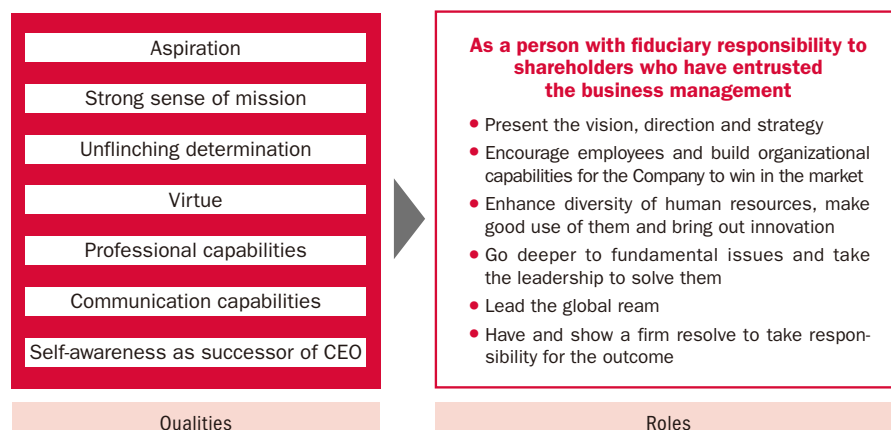 Aspiration
Strong sense of mission
Unflinching determination
Virtue
Professional capabilities
Communication capabilities
Self-awareness as successor of CEO
Qualities
As a person with fiduciary responsibility to
shareholders who have entrusted
the business management
• Present the vision, direction and strategy
• Encourage employees and build organizational
capabilities for the Company to win in the market
• Enhance diversity of human resources, make
good use of them and bring out innovation
• Go deeper to fundamental issues and take
the leadership to solve them
• Lead the global ream
• Have and show a firm resolve to take respon-
sibility for the outcome
Roles